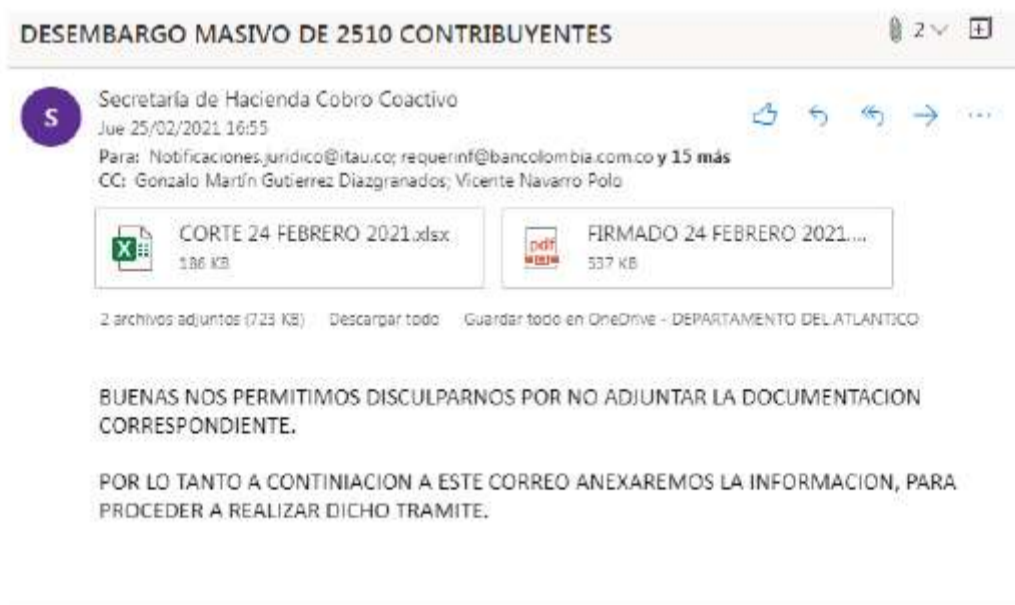 DESEMBARGO MASIVO DE 2510 CONTRIBUYENTES
2
S
Secretaría de Hacienda Cobro Coactivo
Jue 25/02/2021 16:55
Para: Notificaciones.juridico@itau.co; requerinf@bancolombia.com.co y 15 más
CC: Gonzalo Martín Gutierrez Diazgranados; Vicente Navarro Polo
CORTE 24 FEBRERO 2021.xlsx
186 KB
pdf
FIRMADO 24 FEBRERO 2021....
537 KB
2 archivos adjuntos (723 KB) Descargar todo Guardar todo en OneDrive - DEPARTAMENTO DEL ATLANTICO
BUENAS NOS PERMITIMOS DISCULPARNOS POR NO ADJUNTAR LA DOCUMENTACION
CORRESPONDIENTE.
POR LO TANTO A CONTINIACION A ESTE CORREO ANEXAREMOS LA INFORMACION, PARA
PROCEDER A REALIZAR DICHO TRAMITE.